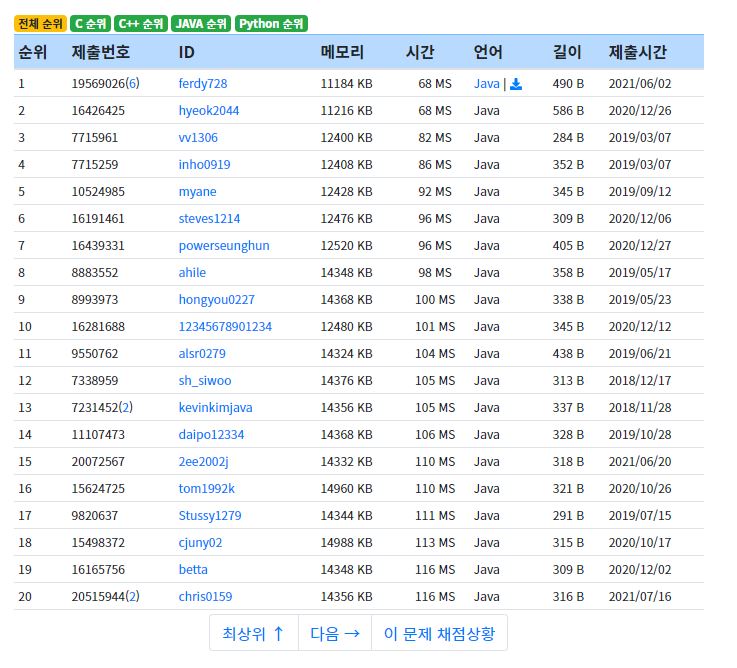 전체 순위 C 순위 C++ 순위 JAVA 순위 Python 순위
순위 제출번호 ID 메모리 시간 언어 길이 제출시간
1 19569026(6) ferdy728 11184 KB 68 MS Java | 490 B 2021/06/02
2 16426425 hyeok2044 11216 KB 68 MS Java 586 B 2020/12/26
3 7715961 vv1306 12400 KB 82 MS Java 284 B 2019/03/07
4 7715259 inho0919 12408 KB 86 MS Java 352 B 2019/03/07
5 10524985 myane 12428 KB 92 MS Java 345 B 2019/09/12
6 16191461 steves1214 12476 KB 96 MS Java 309 B 2020/12/06
7 16439331 powerseunghun 12520 KB 96 MS Java 405 B 2020/12/27
8 8883552 ahile 14348 KB 98 MS Java 358 B 2019/05/17
9 8993973 hongyou0227 14368 KB 100 MS Java 338 B 2019/05/23
10 16281688 12345678901234 12480 KB 101 MS Java 345 B 2020/12/12
11 9550762 alsr0279 14324 KB 104 MS Java 438 B 2019/06/21
12 7338959 sh_siwoo 14376 KB 105 MS Java 313 B 2018/12/17
13 7231452(2) kevinkimjava 14356 KB 105 MS Java 337 B 2018/11/28
14 11107473 daipo12334 14368 KB 106 MS Java 328 B 2019/10/28
15 20072567 2ee2002j 14332 KB 110 MS Java 318 B 2021/06/20
16 15624725 tom1992k 14960 KB 110 MS Java 321 B 2020/10/26
17 9820637 Stussy1279 14344 KB 111 MS Java 291 B 2019/07/15
18 15498372 cjuny02 14988 KB 113 MS Java 315 B 2020/10/17
19 16165756 betta 14348 KB 116 MS Java 309 B 2020/12/02
20 20515944(2) chris0159 14356 KB 116 MS Java 316 B 2021/07/16
최상위 ↑ 다음 → 이 문제 채점상황